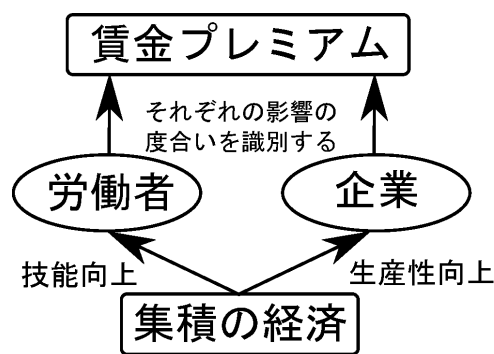 賃金プレミアム
それぞれの影響の
度合いを識別する
労働者
企業
技能向上
生産性向上
集積の経済